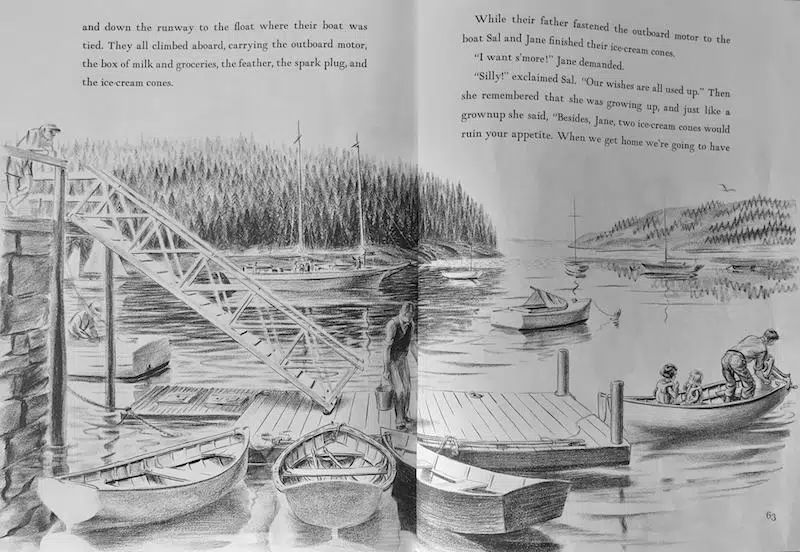 and down the runway to the float where their boat was
tied. They all climbed aboard, carrying the outboard motor,
the box of milk and groceries, the feather, the spark plug, and
the ice-cream cones.
While their father fastened the outboard motor to the
boat Sal and Jane finished their ice-cream cones.
"I want s'more!" Jane demanded.
"Silly!" exclaimed Sal. "Our wishes are all used up." Then
she remembered that she was growing up, and just like a
grownup she said, "Besides, Jane, two ice-cream cones would
ruin your appetite. When we get home we're going to have
63